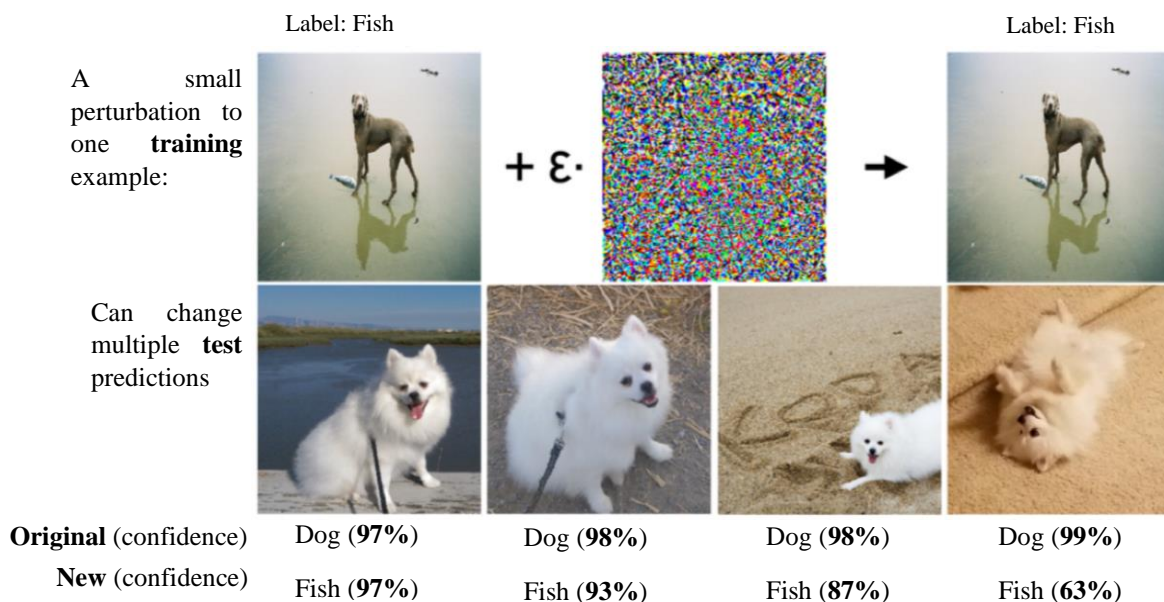 Label: Fish
Label: Fish
A small
perturbation to
one training
example:
+ ε·
Can change
multiple test
predictions
Original (confidence)
Dog (97%)
Dog (98%)
Dog (98%)
Dog (99%)
New (confidence)
Fish (97%)
Fish (93%)
Fish (87%)
Fish (63%)